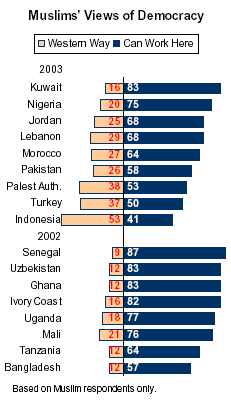 Muslims' Views of Democracy
Western Way Can Work Here
2003
Kuwait 16 83
Nigeria 20 75
Jordan 25 68
Lebanon 29 68
Morocco 27 64
Pakistan 26 58
Palest Auth. 38 53
Turkey 37 50
Indonesia 53 41
2002
Senegal 9 87
Uzbekistan 12 83
Ghana 12 83
Ivory Coast 16 82
Uganda 18 77
Mali 21 76
Tanzania 12 64
Bangladesh 12 57
Based on Muslim respondents only.